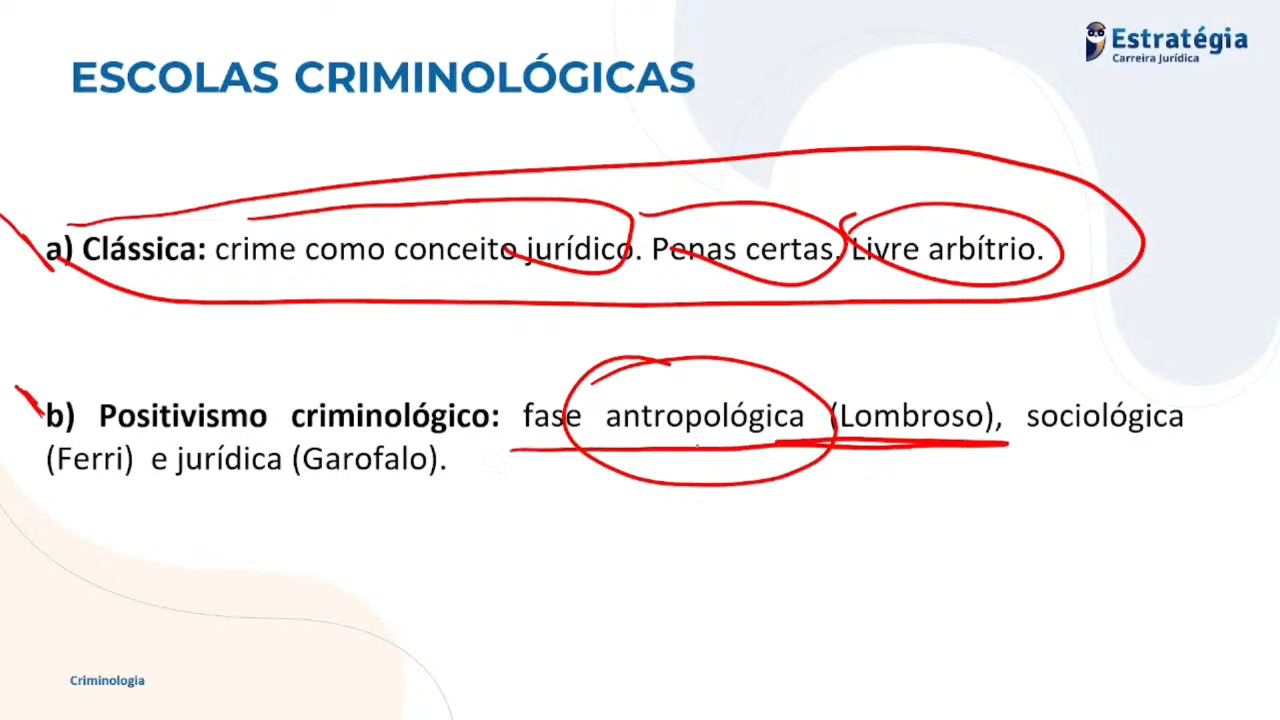 Estratégia
Carreira Jurídica
ESCOLAS CRIMINOLÓGICAS
a) Clássica: crime como conceito jurídico. Penas certas. Livre arbítrio.
b) Positivismo criminológico: fase antropológica (Lombroso), sociológica
(Ferri) e jurídica (Garofalo).
Criminologia